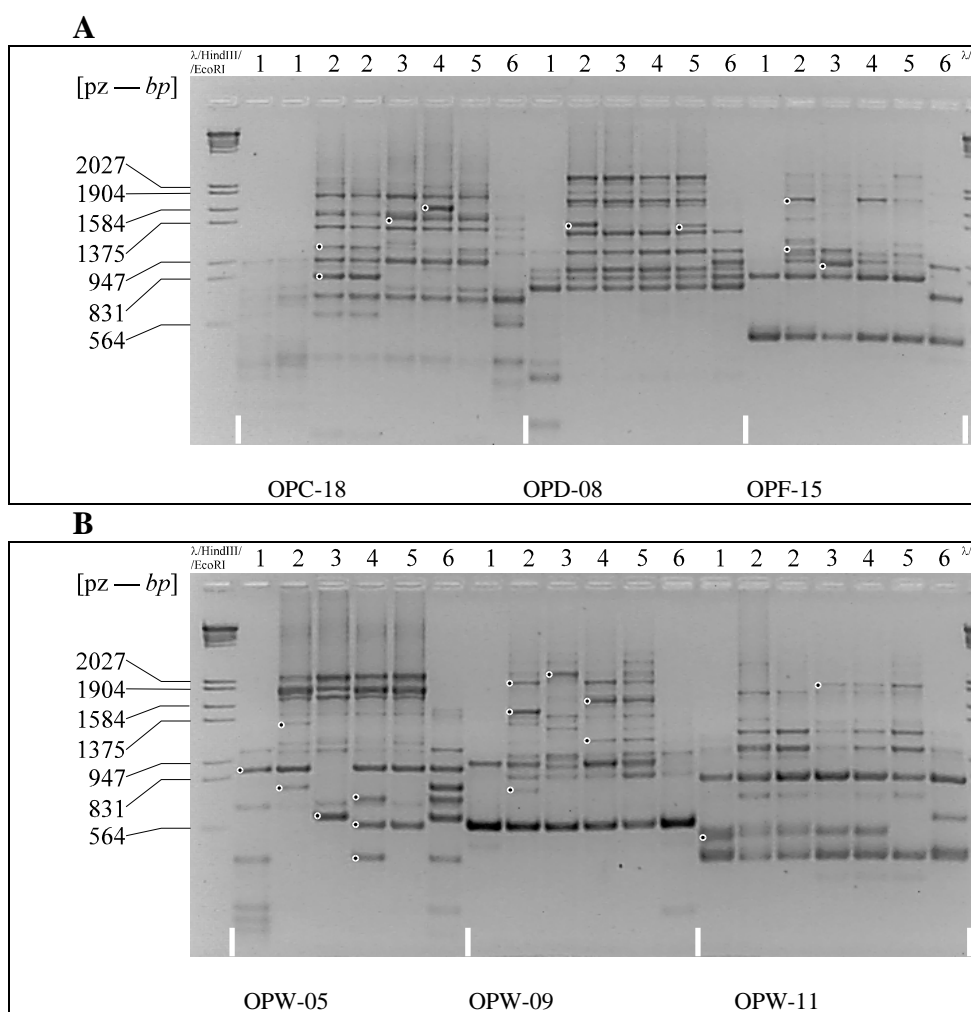 A
λ/HindIII/ 1 1 2 2 3 4 5 6 1 2 3 4 5 6 1 2 3 4 5 6 λ/
/EcoRI
[pz — bp]
2027
1904
1584
1375
947
831
564
OPC-18 OPD-08 OPF-15
B
λ/HindIII/ 1 2 3 4 5 6 1 2 3 4 5 6 1 2 2 3 4 5 6 λ/
/EcoRI
[pz — bp]
2027
1904
1584
1375
947
831
564
OPW-05 OPW-09 OPW-11